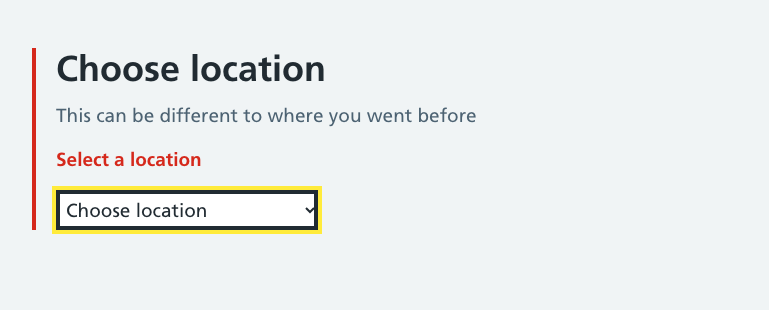 Choose location
This can be different to where you went before
Select a location
Choose location